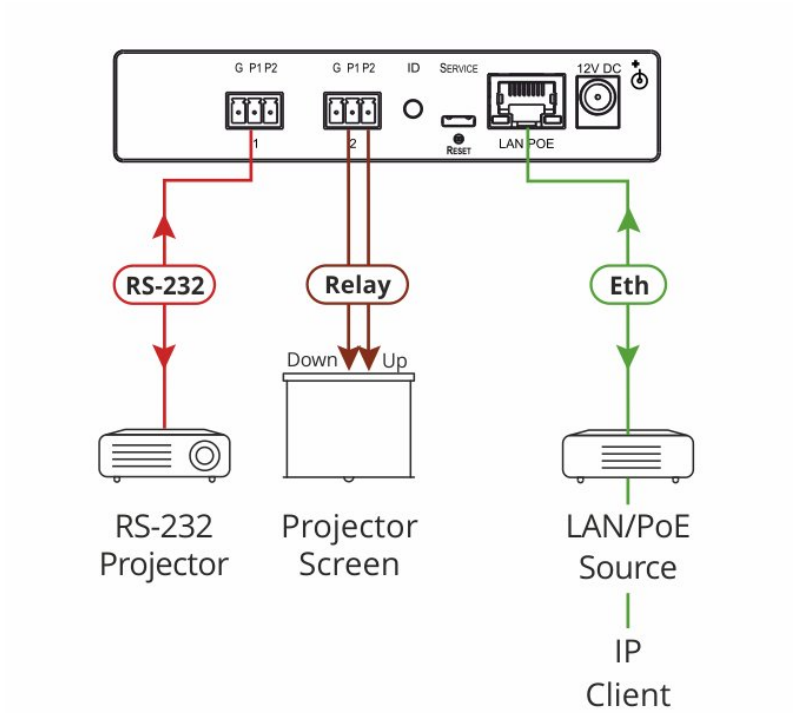 G P1 P2 G P1 P2 ID SERVICE 12V DC +
1 2 RESET LAN POE
RS-232 Relay Eth
Down Up
RS-232 Projector LAN/PoE
Projector Screen Source
IP
Client